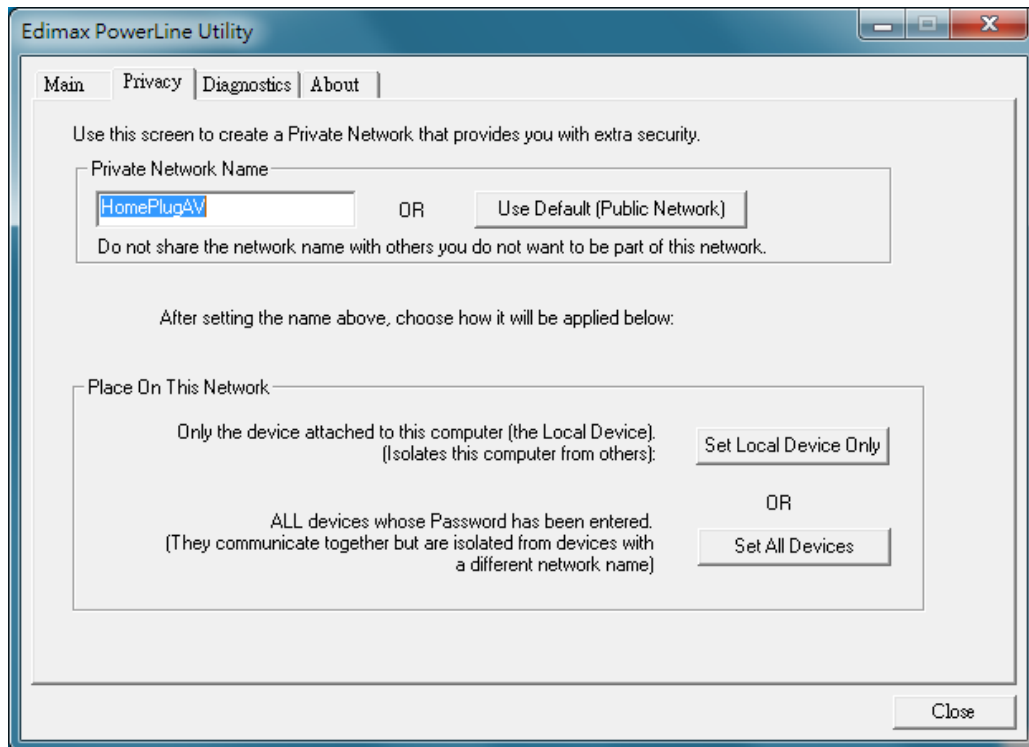 Edimax PowerLine Utility
Main Privacy Diagnostics About
Use this screen to create a Private Network that provides you with extra security.
Private Network Name
HomePlugAV OR Use Default (Public Network)
Do not share the network name with others you do not want to be part of this network.
After setting the name above, choose how it will be applied below:
Place On This Network
Only the device attached to this computer (the Local Device).
(Isolates this computer from others):
Set Local Device Only
OR
ALL devices whose Password has been entered.
(They communicate together but are isolated from devices with
a different network name)
Set All Devices
Close